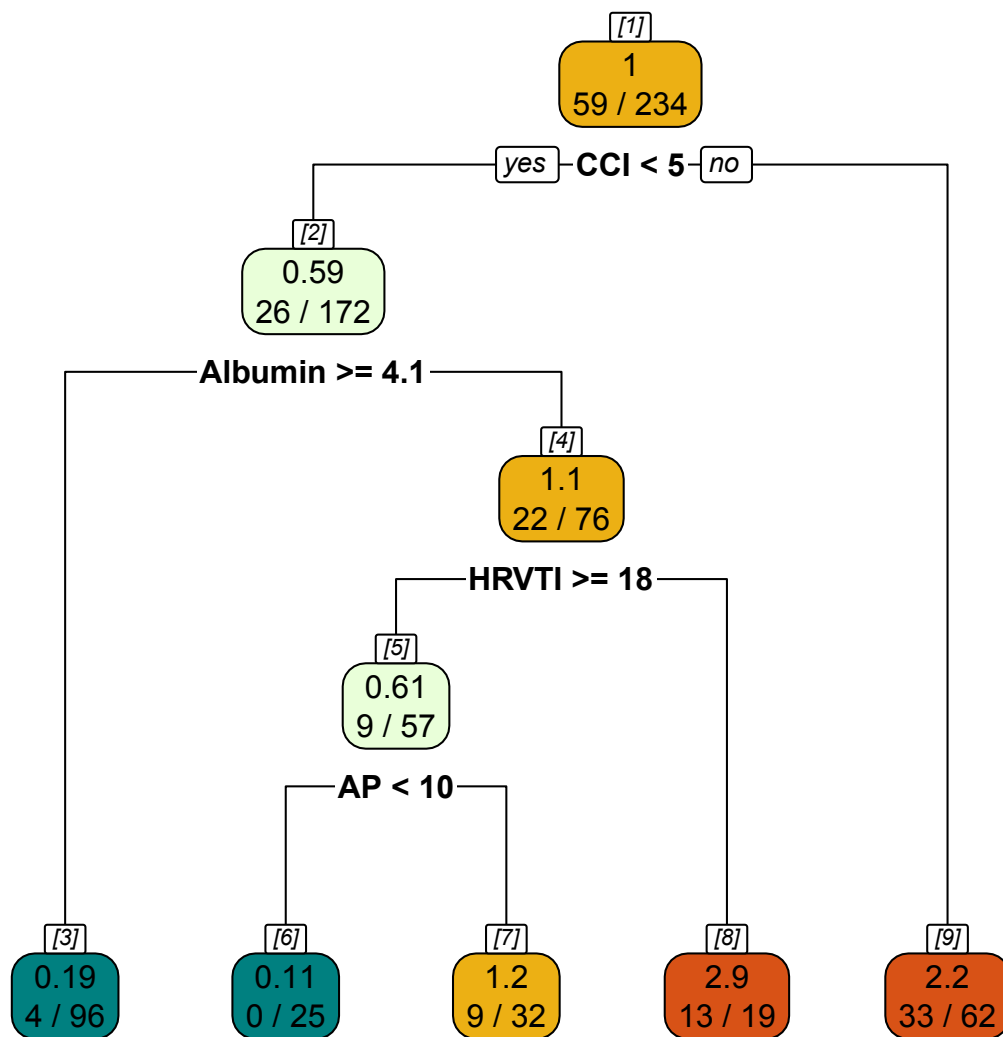 [1]
1
59 / 234
yes CCI < 5 no
[2]
0.59
26 / 172
Albumin >= 4.1
[4]
1.1
22 / 76
HRVTI >= 18
[5]
0.61
9 / 57
AP < 10
[3] [6] [7] [8] [9]
0.19 0.11 1.2 2.9 2.2
4 / 96 0 / 25 9 / 32 13 / 19 33 / 62